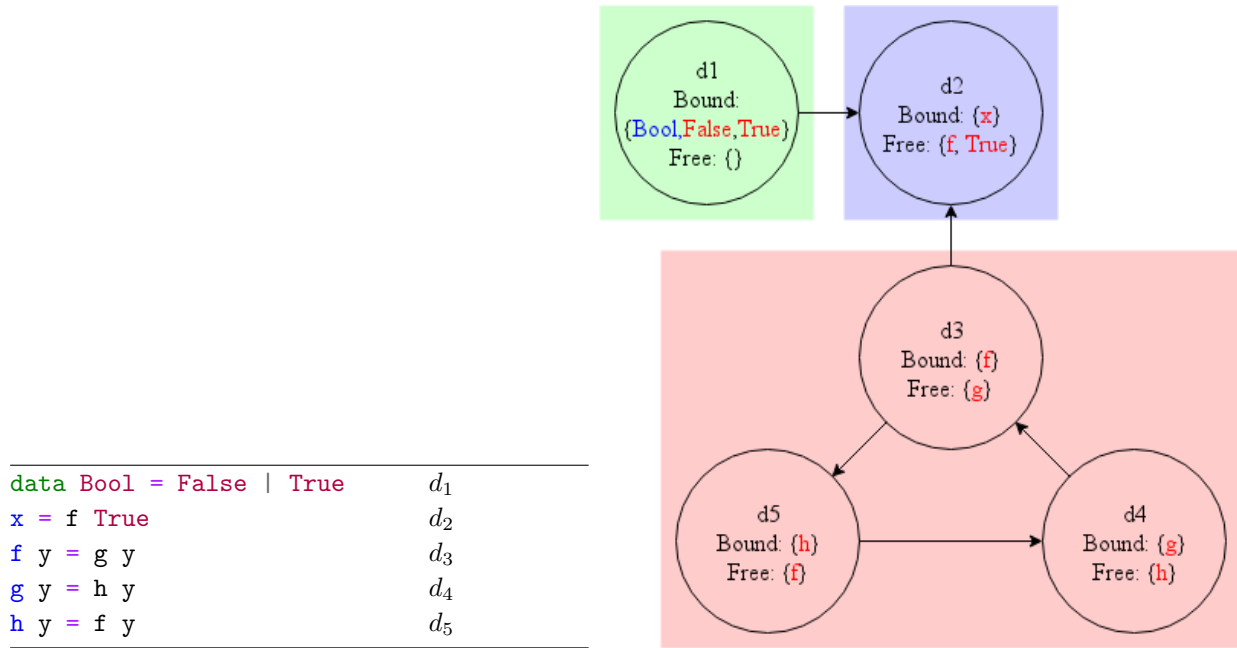 data Bool = False | True d₁
x = f True d₂
f y = g y d₃
g y = h y d₄
h y = f y d₅
d1
Bound:
{Bool,False,True}
Free: {}
d2
Bound: {x}
Free: {f, True}
d3
Bound: {f}
Free: {g}
d5
Bound: {h}
Free: {f}
d4
Bound: {g}
Free: {h}